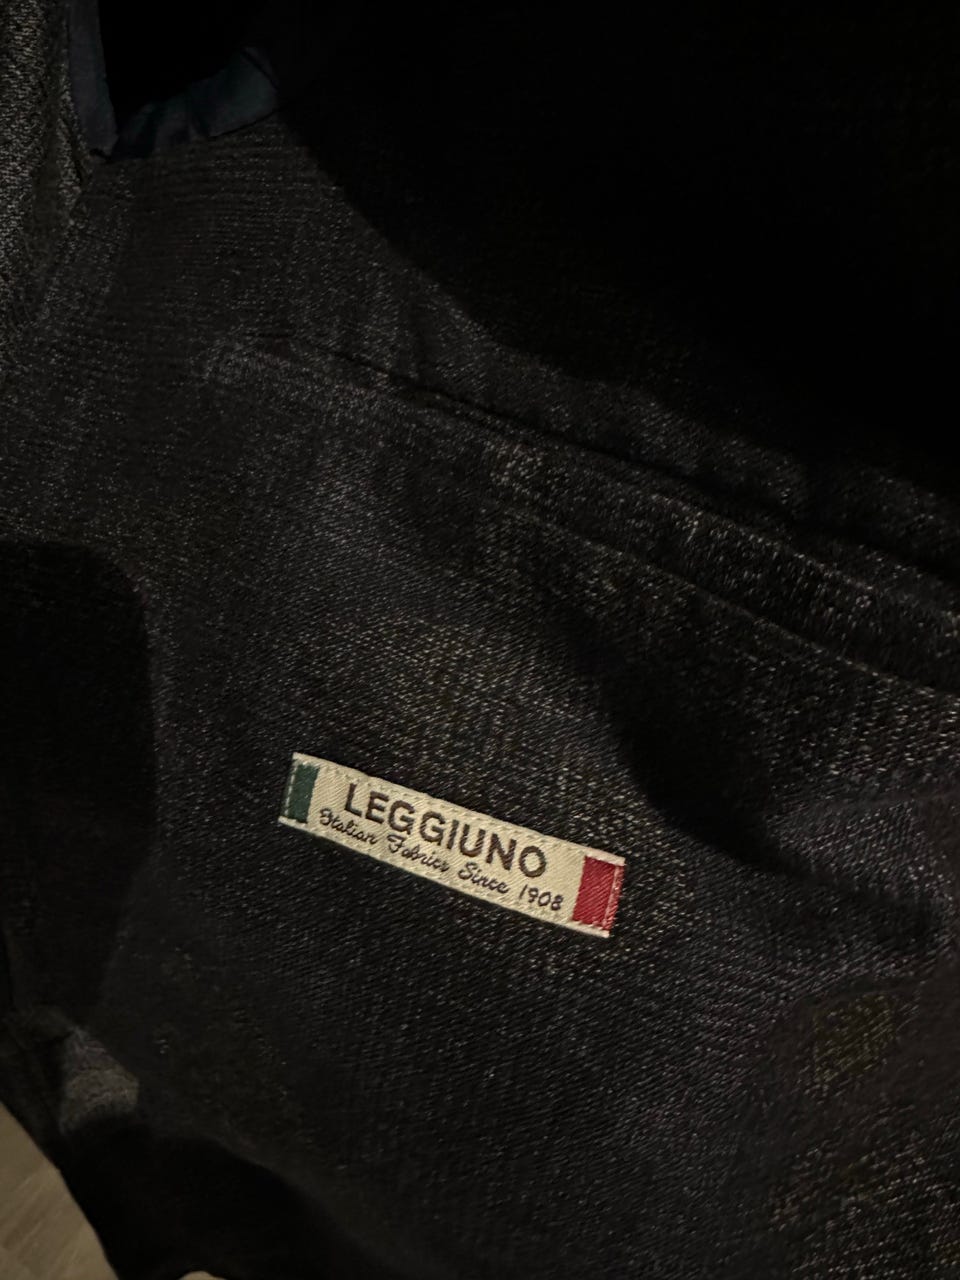 LEGGIUNO
Italian Fabrics Since 1908